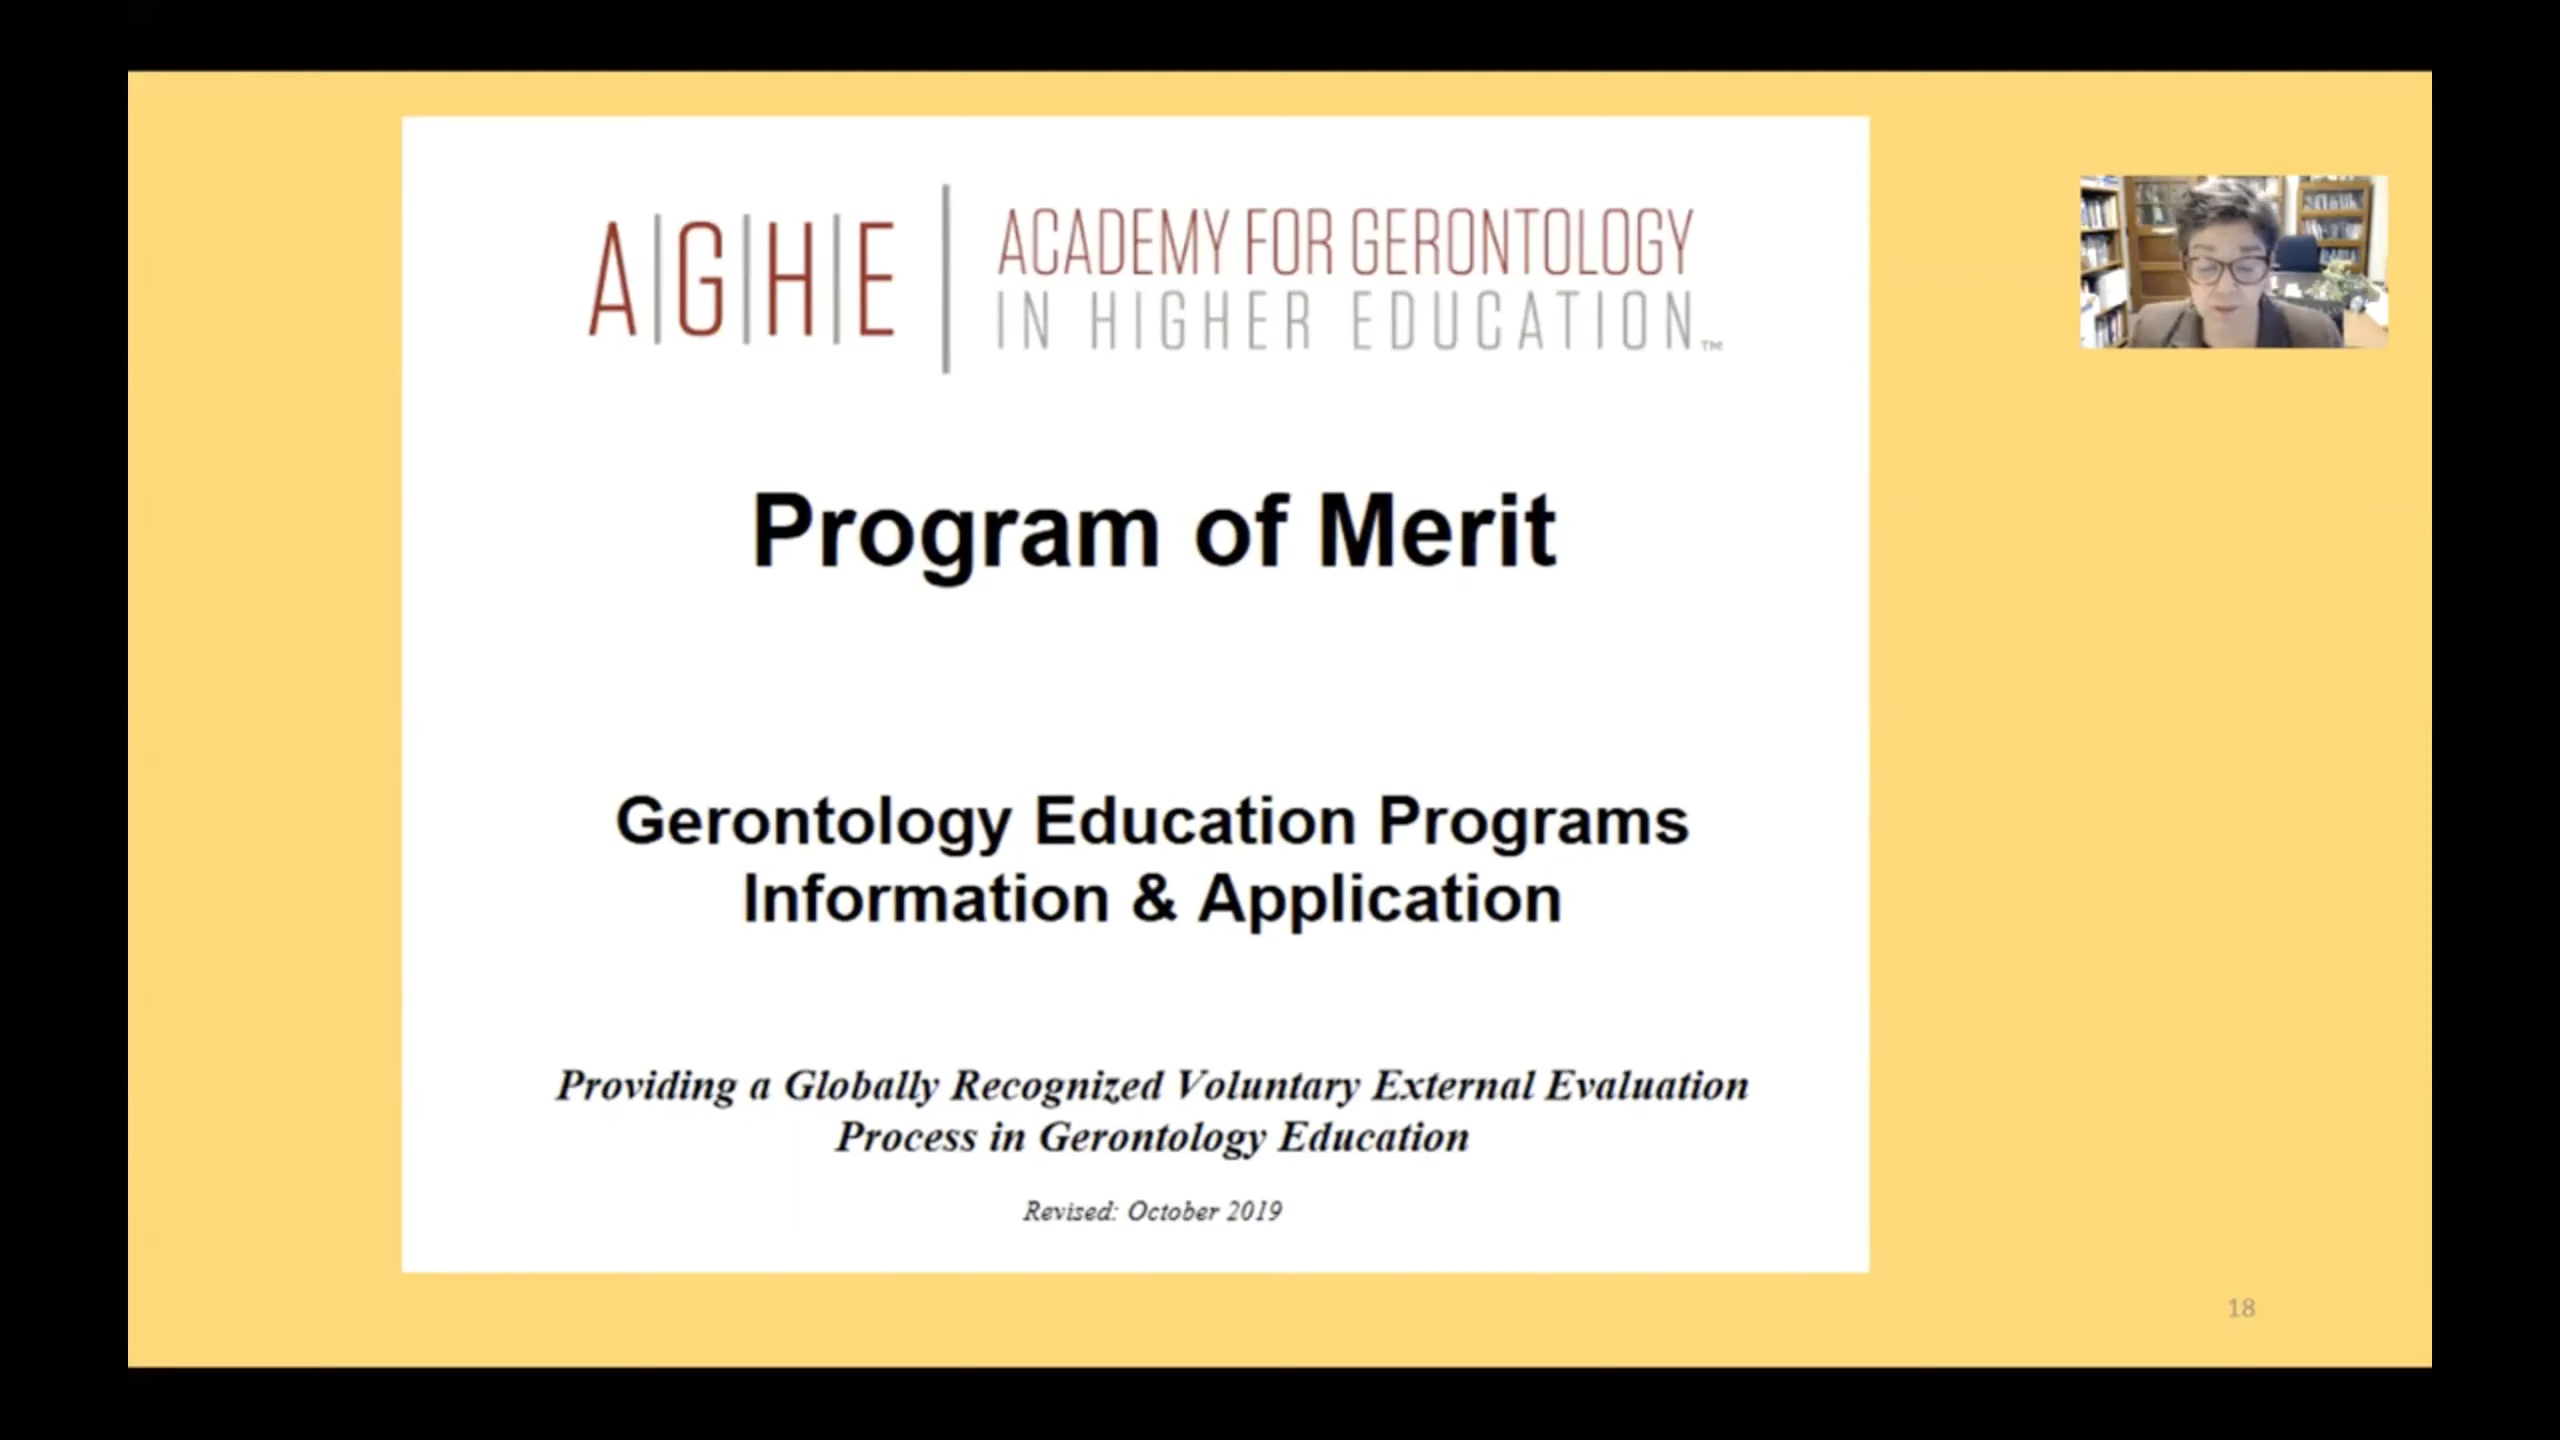 A|G|H|E | ACADEMY FOR GERONTOLOGY
IN HIGHER EDUCATION™
Program of Merit
Gerontology Education Programs
Information & Application
Providing a Globally Recognized Voluntary External Evaluation
Process in Gerontology Education
Revised: October 2019
18